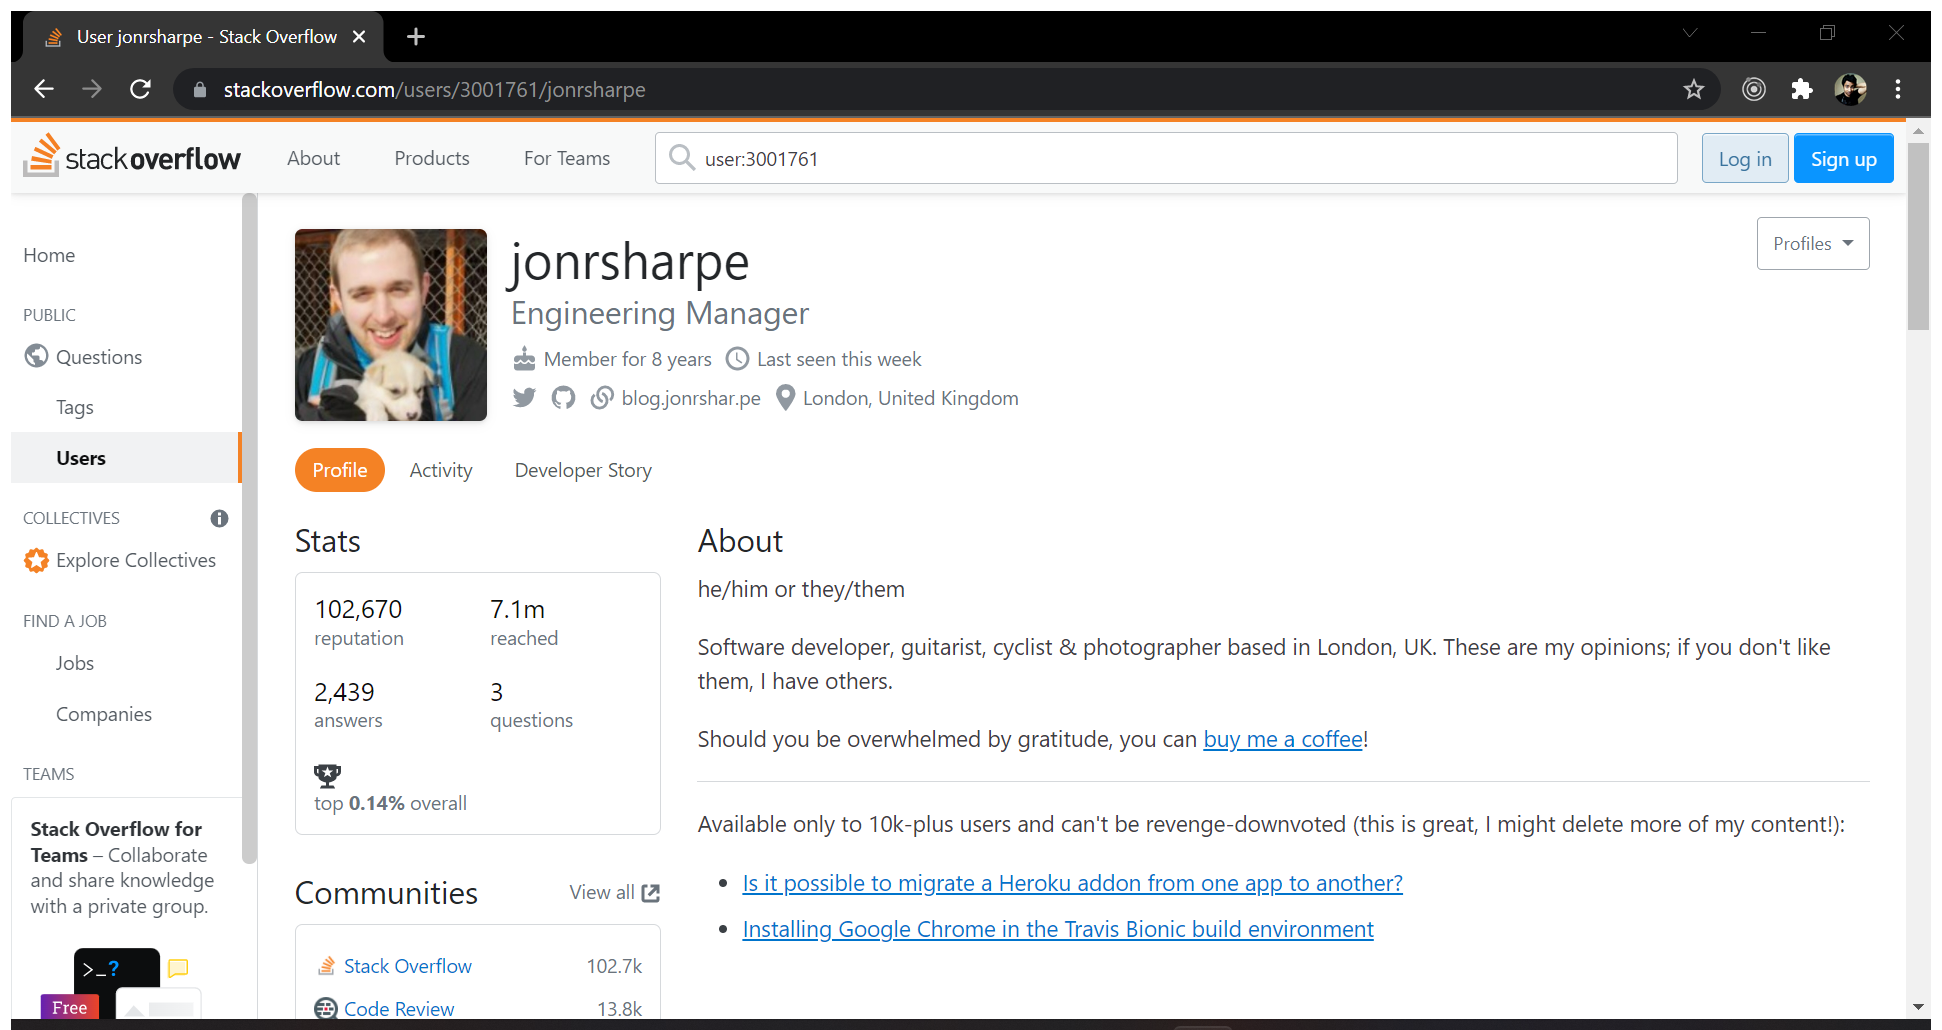 User jonrsharpe - Stack Overflow
stackoverflow.com/users/3001761/jonrsharpe
stackoverflow
About
Products
For Teams
user:3001761
Log in
Sign up
Home
PUBLIC
Questions
Tags
Users
COLLECTIVES
Explore Collectives
FIND A JOB
Jobs
Companies
TEAMS
Stack Overflow for
Teams – Collaborate
and share knowledge
with a private group.
>_?
Free
Profiles
jonrsharpe
Engineering Manager
Member for 8 years Last seen this week
blog.jonrshar.pe London, United Kingdom
Profile
Activity
Developer Story
Stats
102,670
reputation
7.1m
reached
2,439
answers
3
questions
top 0.14% overall
Communities
View all
Stack Overflow 102.7k
Code Review 13.8k
About
he/him or they/them
Software developer, guitarist, cyclist & photographer based in London, UK. These are my opinions; if you don't like
them, I have others.
Should you be overwhelmed by gratitude, you can buy me a coffee!
Available only to 10k-plus users and can't be revenge-downvoted (this is great, I might delete more of my content!):
• Is it possible to migrate a Heroku addon from one app to another?
• Installing Google Chrome in the Travis Bionic build environment